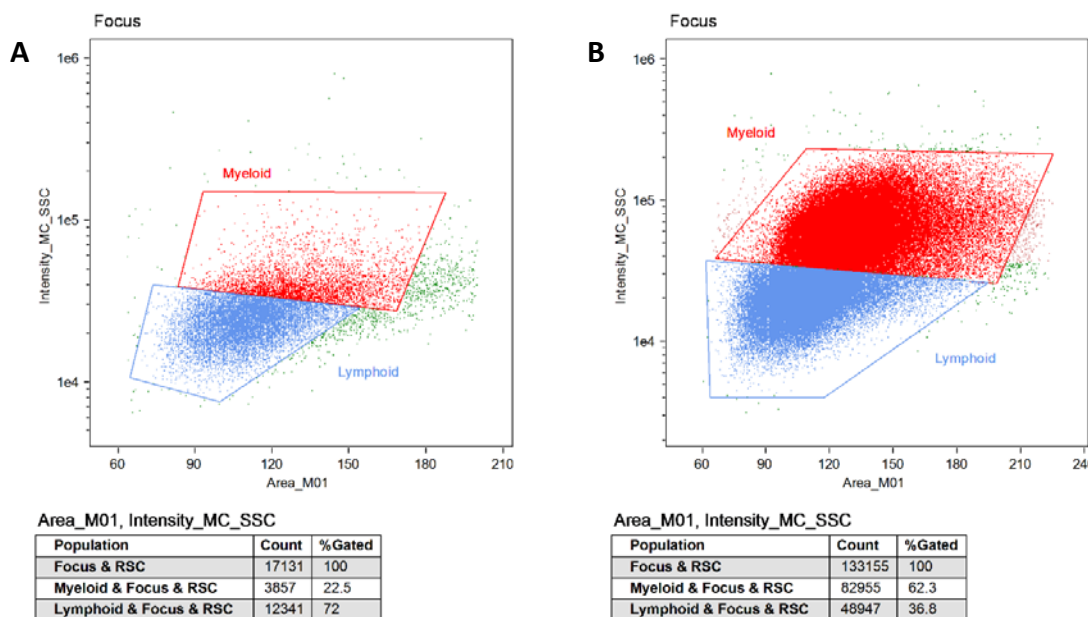 A
Focus
1e6
1e5
1e4
Intensity_MC_SSC
Myeloid
Lymphoid
60 90 120 150 180 210
Area_M01
Area_M01, Intensity_MC_SSC
Population Count %Gated
Focus & RSC 17131 100
Myeloid & Focus & RSC 3857 22.5
Lymphoid & Focus & RSC 12341 72
B
Focus
1e6
1e5
1e4
Intensity_MC_SSC
Myeloid
Lymphoid
60 90 120 150 180 210 240
Area_M01
Area_M01, Intensity_MC_SSC
Population Count %Gated
Focus & RSC 133155 100
Myeloid & Focus & RSC 82955 62.3
Lymphoid & Focus & RSC 48947 36.8